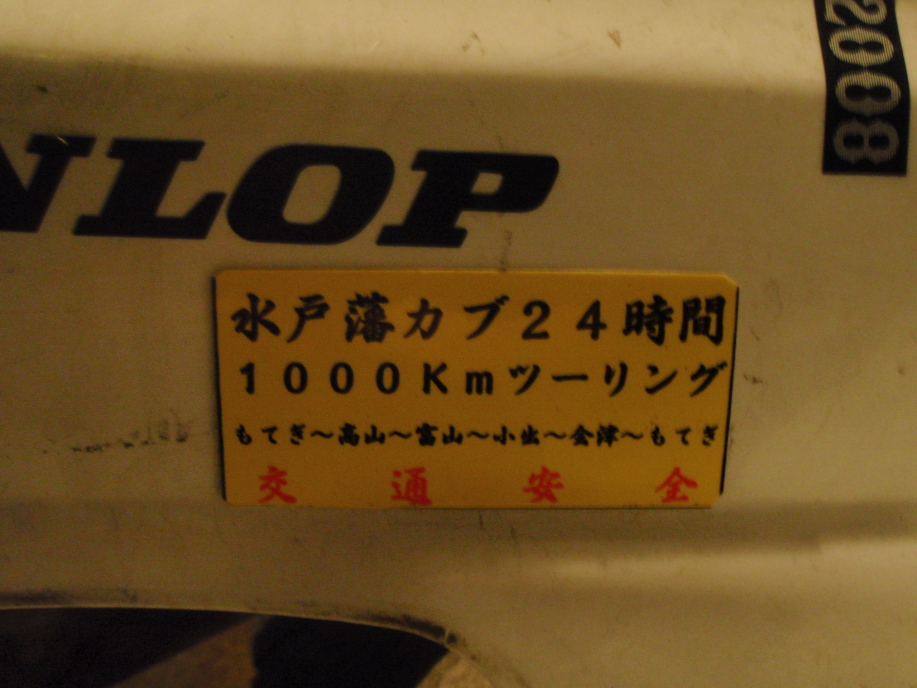 2008
NLOP
水戸藩カブ２４時間
１０００Ｋｍツーリング
もてぎ～高山～富山～小出～会津～もてぎ
交通安全